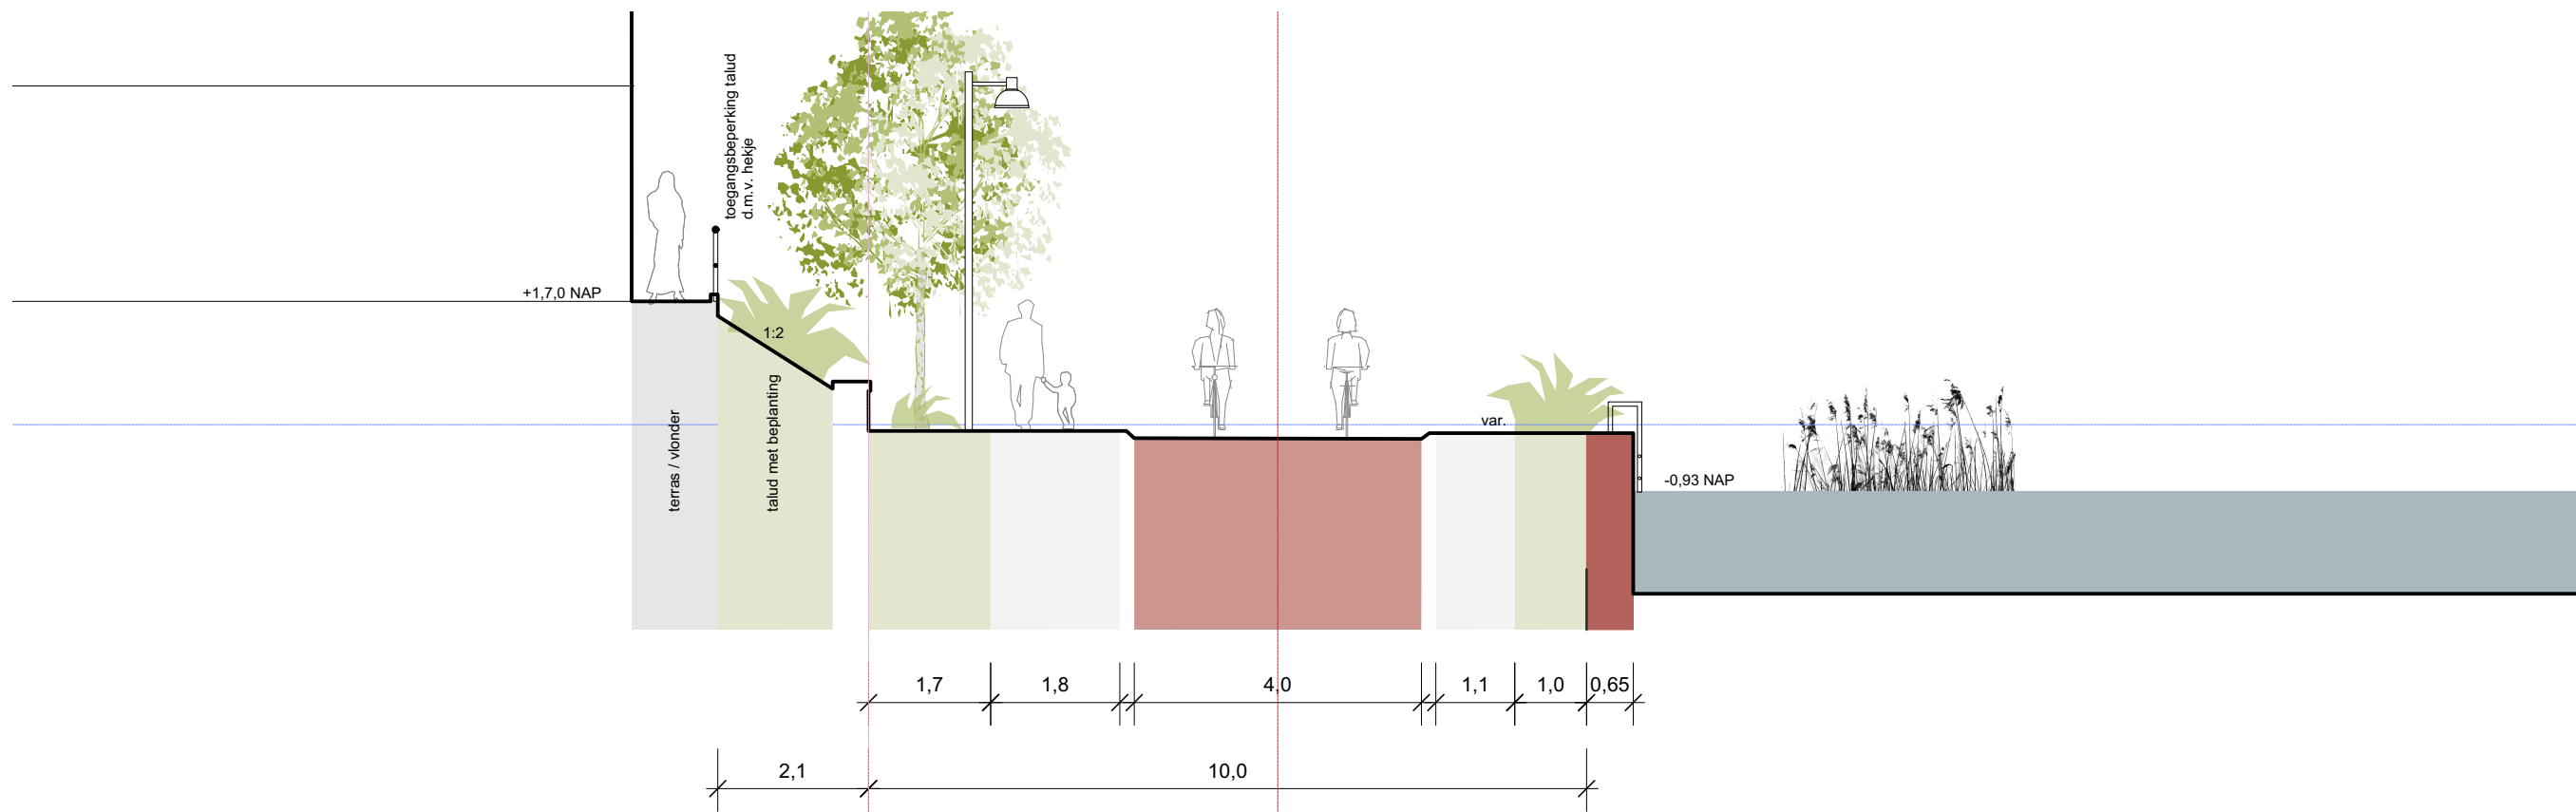 toegangsbeperking talud
d.m.v. hekje
+1,7,0 NAP
1:2
terras / vlonder
talud met beplanting
var.
-0,93 NAP
1,7
1,8
4,0
1,1
1,0
0,65
2,1
10,0